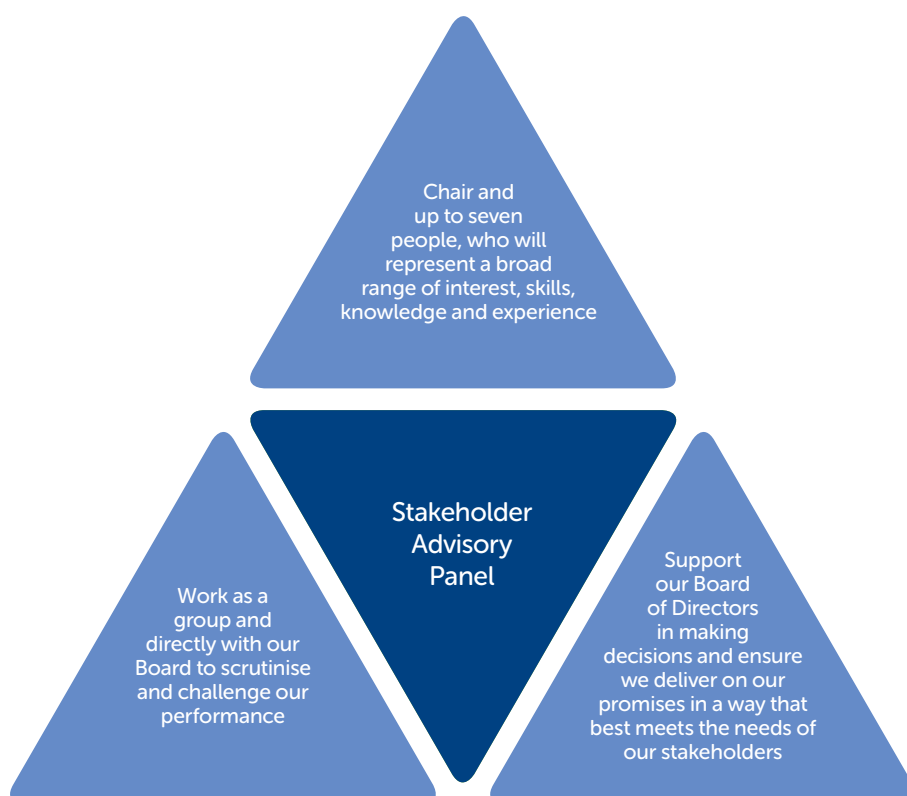 Chair and
up to seven
people, who will
represent a broad
range of interest, skills,
knowledge and experience
Stakeholder
Advisory
Panel
Work as a
group and
directly with our
Board to scrutinise
and challenge our
performance
Support
our Board
of Directors
in making
decisions and ensure
we deliver on our
promises in a way that
best meets the needs of
our stakeholders